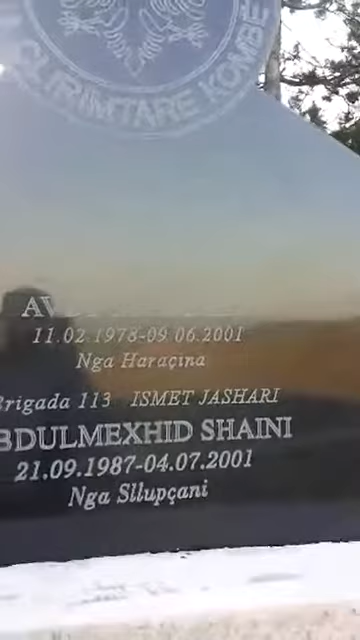 ÇLIRIMTARE KOMBË
11.02.1978-09.06.2001
Nga Haraçina
Brigada 113 ISMET JASHARI
BDULMEXHID SHAINI
21.09.1987-04.07.2001
Nga Sllupçani